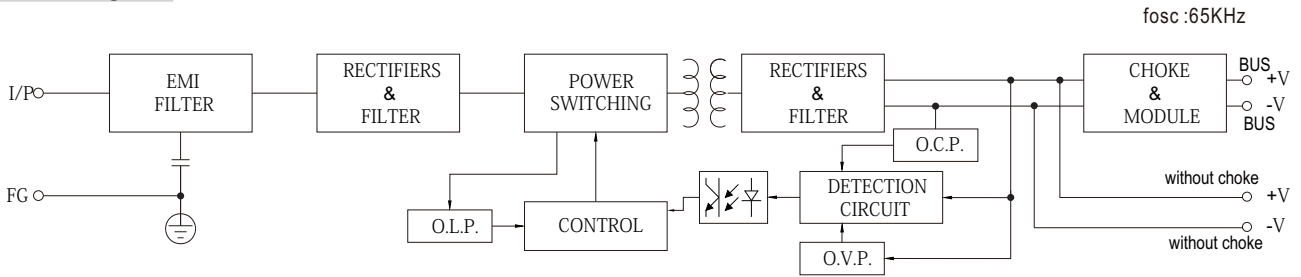 fosc :65KHz
I/P
EMI
FILTER
RECTIFIERS
&
FILTER
POWER
SWITCHING
RECTIFIERS
&
FILTER
CHOKE
&
MODULE
BUS
+V
-V
BUS
O.C.P.
FG
DETECTION
CIRCUIT
without choke
+V
-V
without choke
O.L.P.
CONTROL
O.V.P.